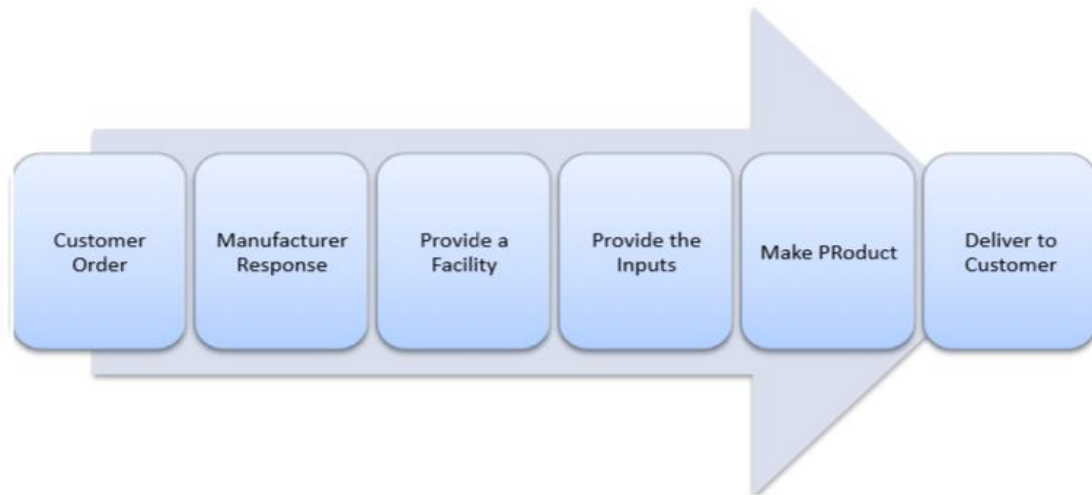 Customer
Order
Manufacturer
Response
Provide a
Facility
Provide the
Inputs
Make PRoduct
Deliver to
Customer